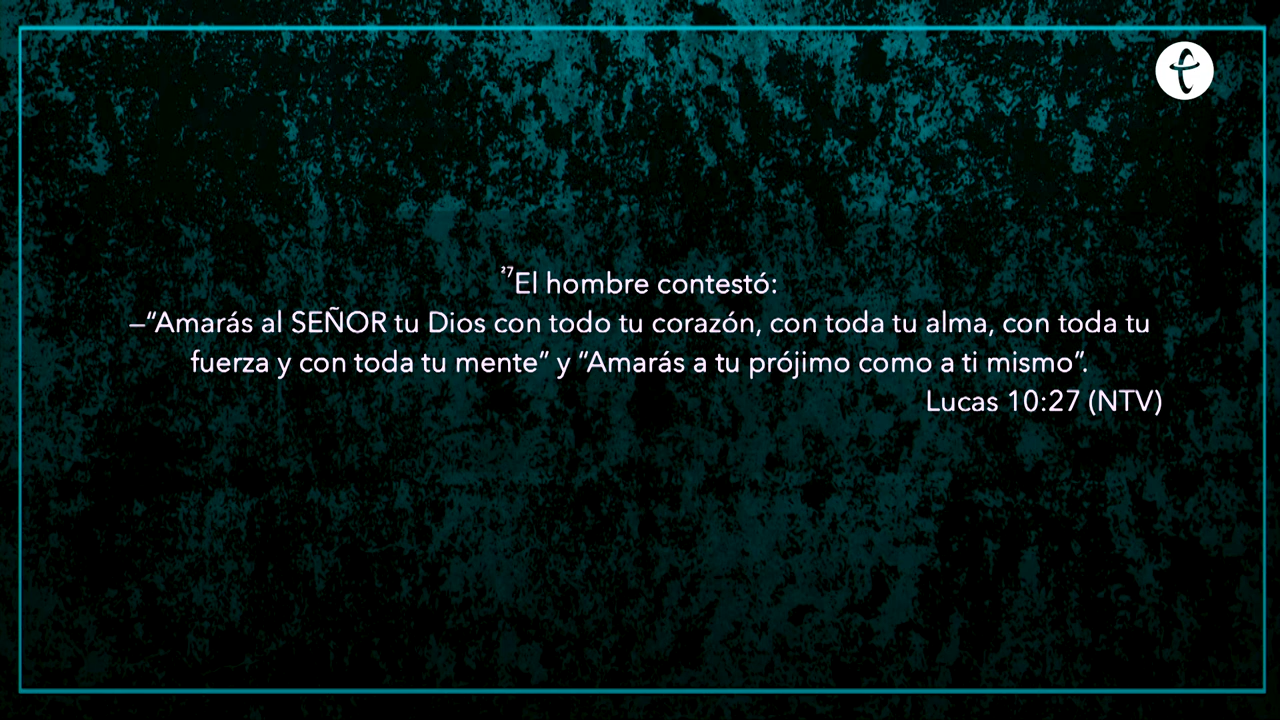 ²⁷El hombre contestó:
—“Amarás al SEÑOR tu Dios con todo tu corazón, con toda tu alma, con toda tu
fuerza y con toda tu mente” y “Amarás a tu prójimo como a ti mismo”.
Lucas 10:27 (NTV)